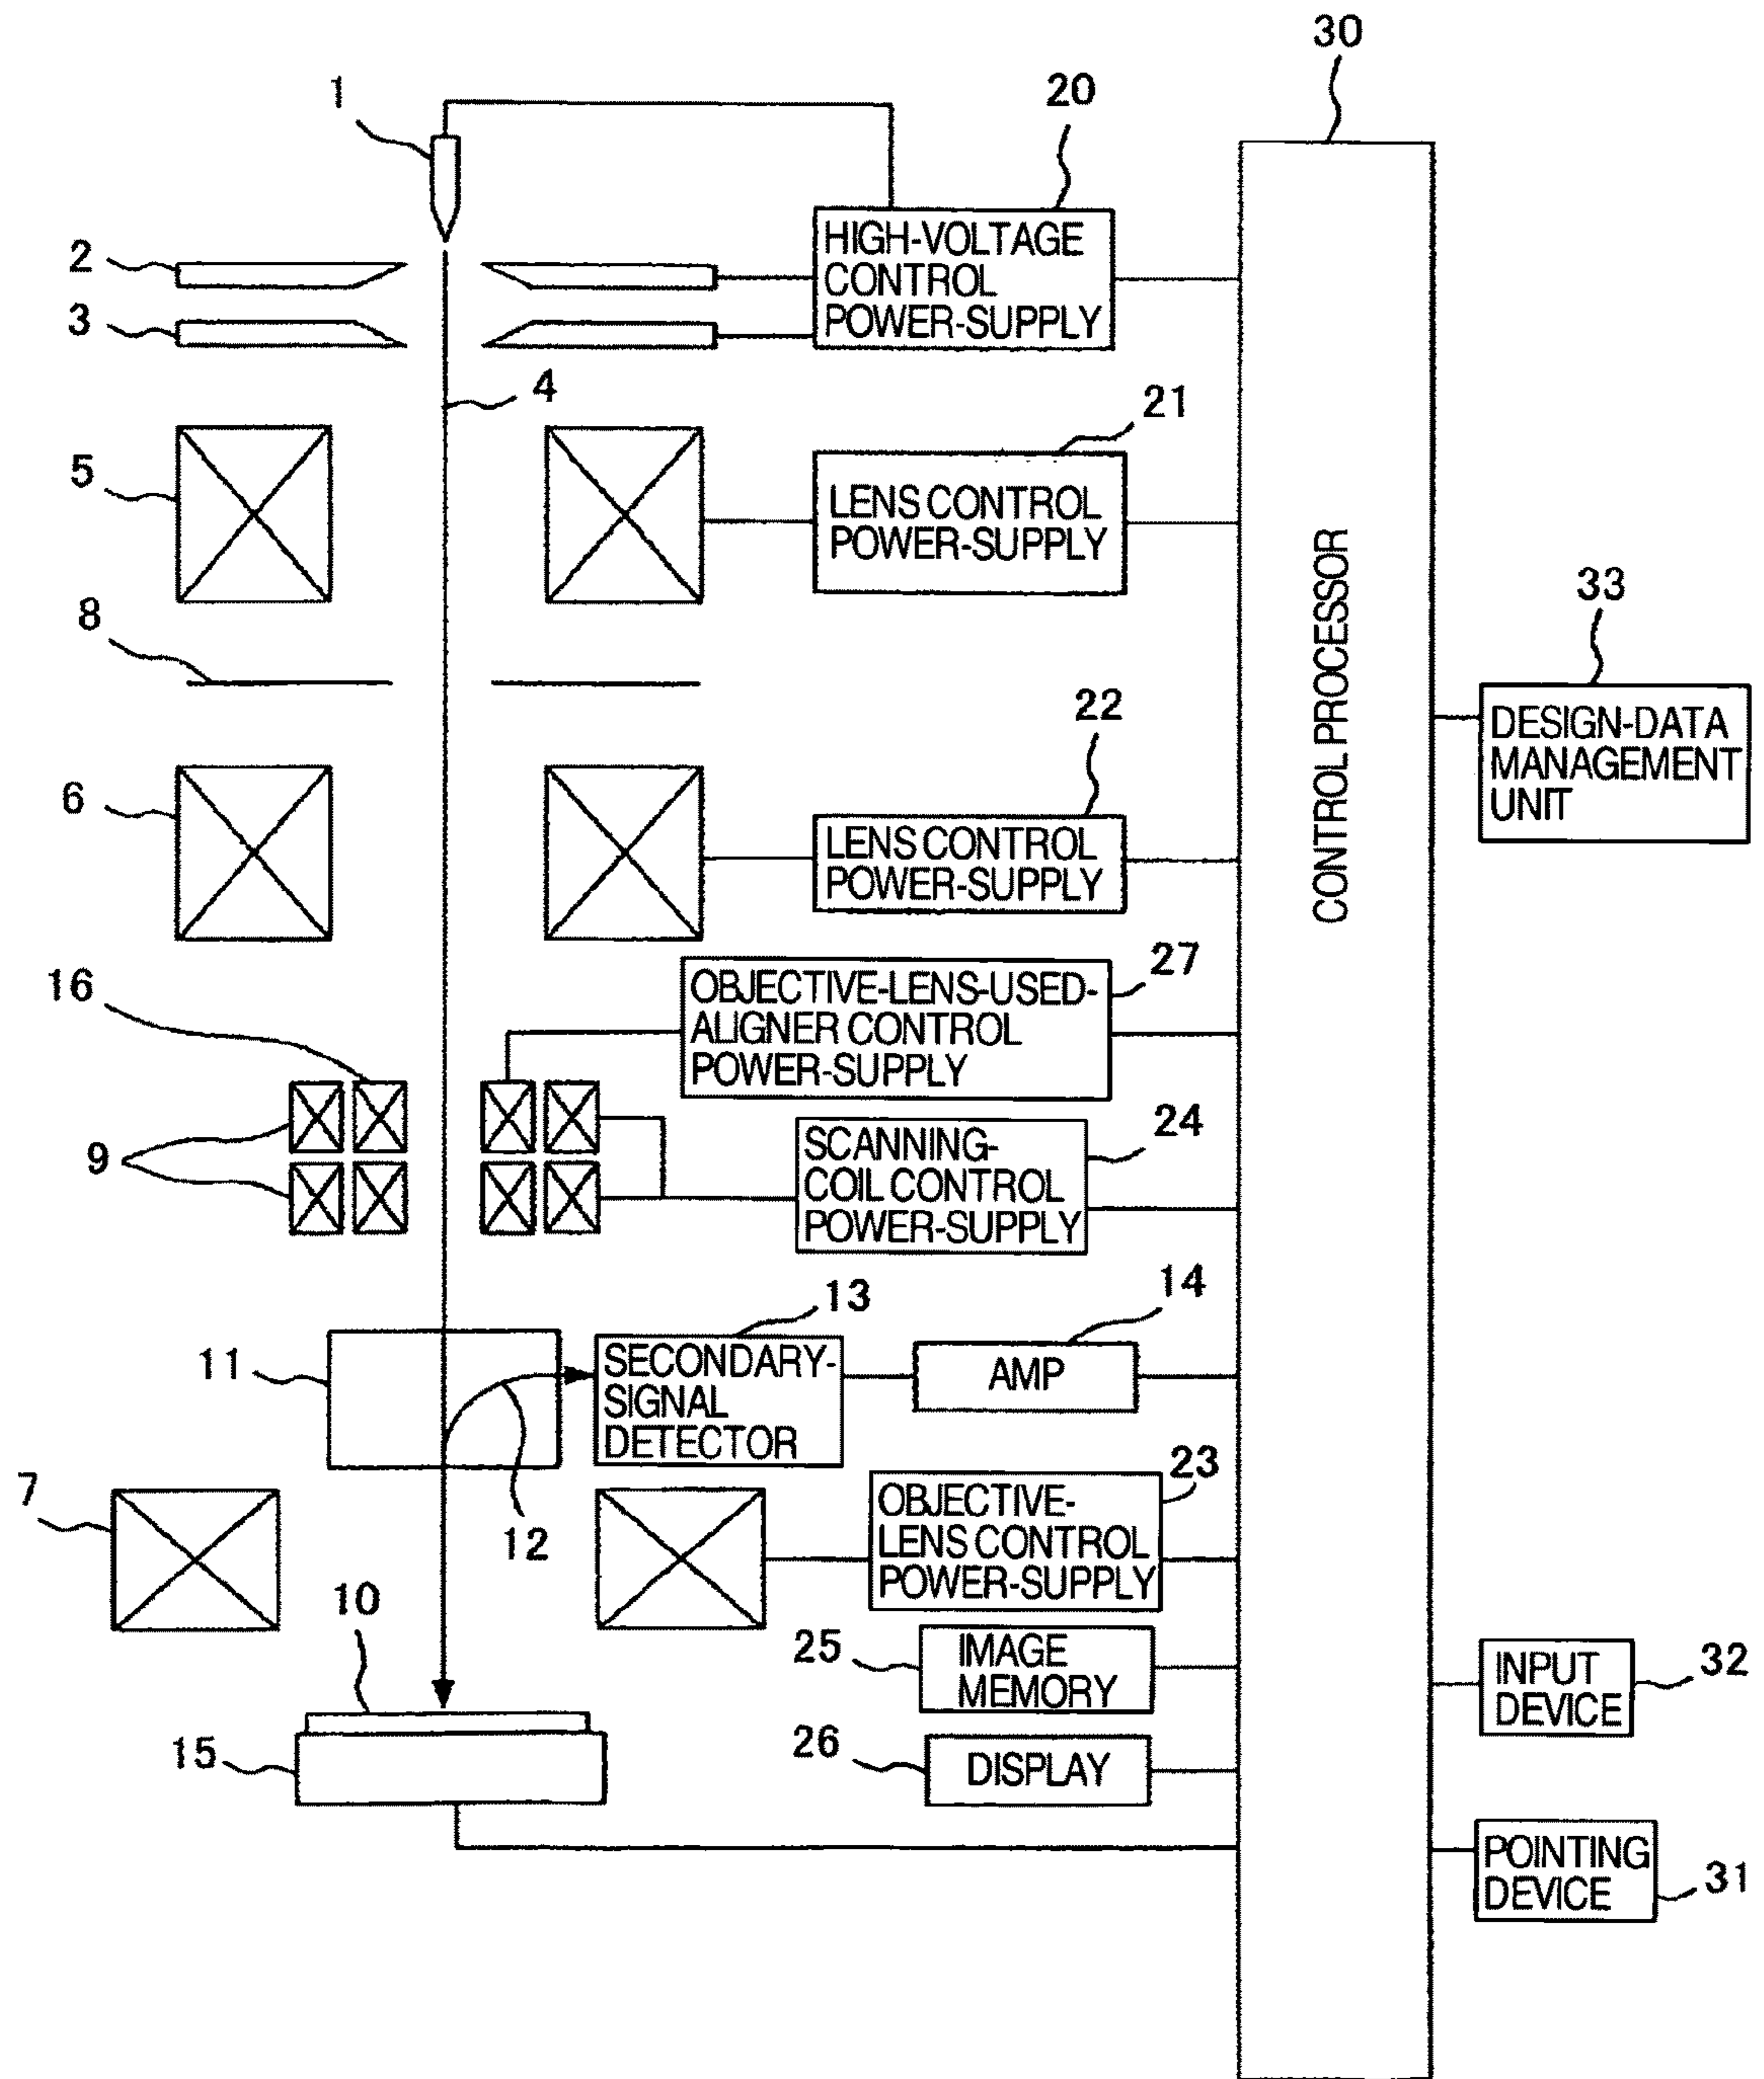 30
1
20
HIGH-VOLTAGE
CONTROL
POWER-SUPPLY
2
3
4
21
5
LENS CONTROL
POWER-SUPPLY
CONTROL PROCESSOR
33
8
DESIGN-DATA
MANAGEMENT
UNIT
22
6
LENS CONTROL
POWER-SUPPLY
27
16
OBJECTIVE-LENS-USED-
ALIGNER CONTROL
POWER-SUPPLY
24
9
SCANNING-
COIL CONTROL
POWER-SUPPLY
13
14
11
SECONDARY-
SIGNAL
DETECTOR
AMP
12
23
7
OBJECTIVE-
LENS CONTROL
POWER-SUPPLY
10
25
IMAGE
MEMORY
INPUT
DEVICE
32
15
26
DISPLAY
POINTING
DEVICE
31